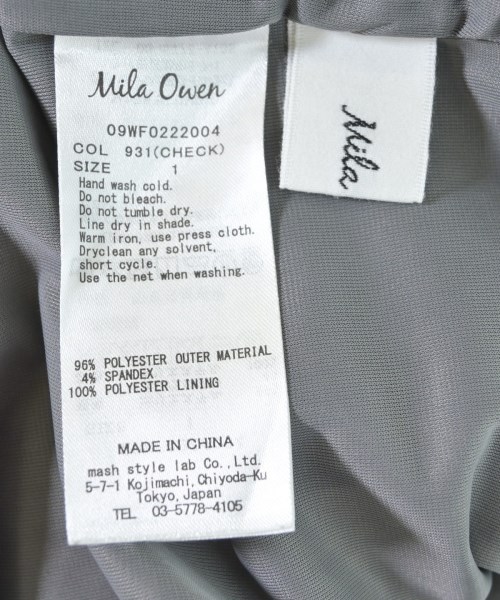 Mila Owen
09WF0222004
COL 931(CHECK)
SIZE 1
Hand wash cold.
Do not bleach.
Do not tumble dry.
Line dry in shade.
Warm iron, use press cloth.
Dryclean any solvent,
short cycle.
Use the net when washing.
96% POLYESTER OUTER MATERIAL
4% SPANDEX
100% POLYESTER LINING
MADE IN CHINA
mash style lab Co.,Ltd.
5-7-1 Kojimachi,Chiyoda-Ku
Tokyo,Japan
TEL 03-5778-4105
Mila